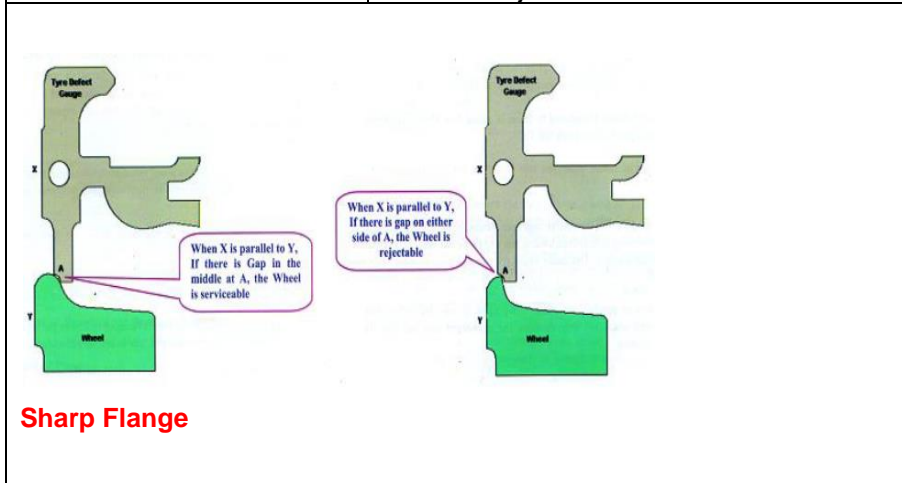 Tyre Defect
Gauge
X
A
When X is parallel to Y,
If there is Gap in the
middle at A, the Wheel
is serviceable
Y
Wheel
Tyre Defect
Gauge
X
When X is parallel to Y,
If there is gap on either
side of A, the Wheel is
rejectable
A
Y
Wheel
Sharp Flange